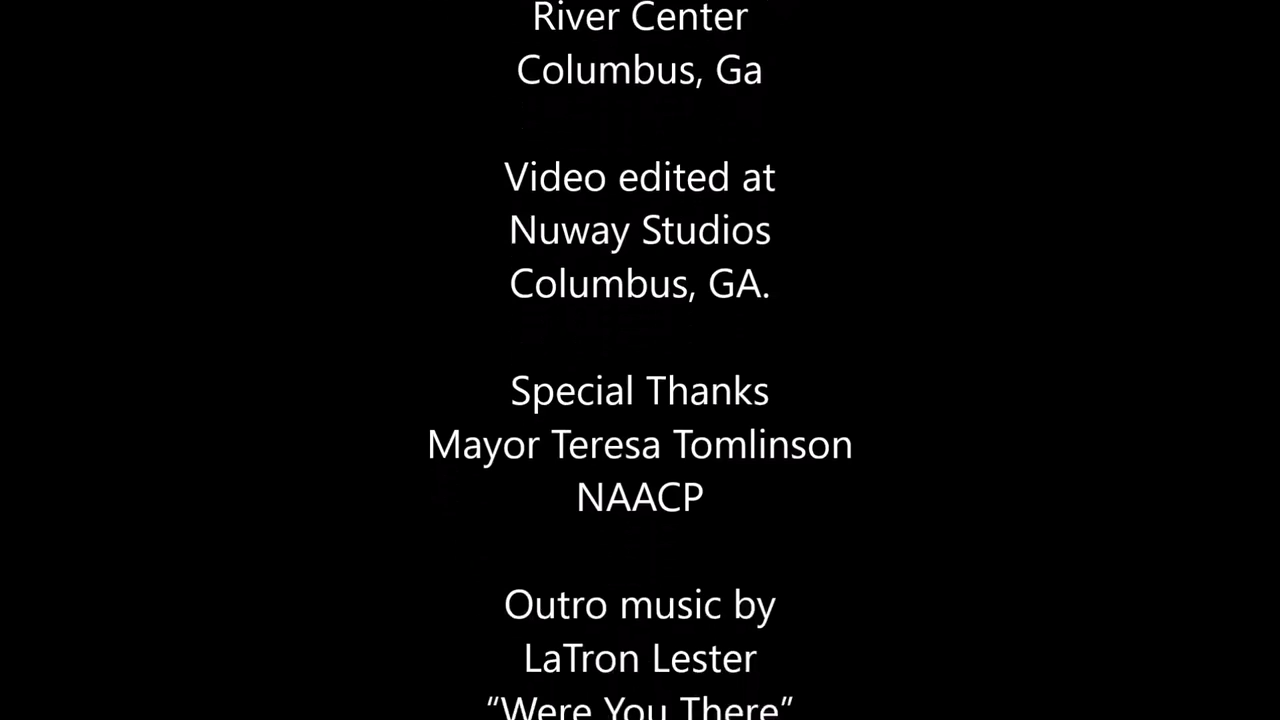 River Center
Columbus, Ga
Video edited at
Nuway Studios
Columbus, GA.
Special Thanks
Mayor Teresa Tomlinson
NAACP
Outro music by
LaTron Lester
“Were You There”